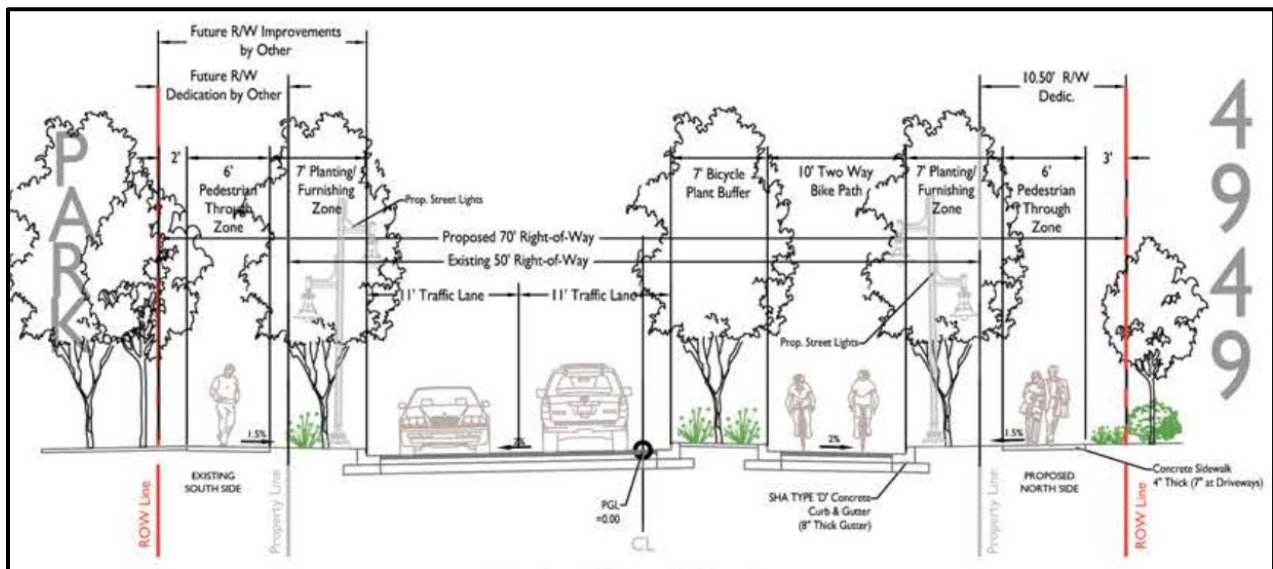 Future R/W Improvements
by Other
Future R/W
Dedication by Other
10.50' R/W
Dedic.
PARK
4949
2'
6'
Pedestrian
Through
Zone
7' Planting/
Furnishing
Zone
Prop. Street Lights
7' Bicycle
Plant Buffer
10' Two Way
Bike Path
7' Planting/
Furnishing
Zone
6'
Pedestrian
Through
Zone
3'
Proposed 70' Right-of-Way
Existing 50' Right-of-Way
11' Traffic Lane
11' Traffic Lane
Prop. Street Lights
1.5%
2%
2%
1.5%
EXISTING
SOUTH SIDE
PROPOSED
NORTH SIDE
Concrete Sidewalk
4" Thick (7" at Driveways)
SHA TYPE 'D' Concrete
Curb & Gutter
(8" Thick Gutter)
PGL
=0.00
CL
ROW Line
Property Line
Property Line
ROW Line